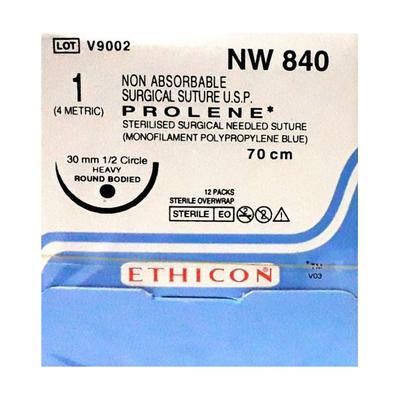 LOT V9002
NW 840
1
(4 METRIC)
NON ABSORBABLE
SURGICAL SUTURE U.S.P.
PROLENE*
STERILISED SURGICAL NEEDLED SUTURE
(MONOFILAMENT POLYPROPYLENE BLUE)
70 cm
30 mm 1/2 Circle
HEAVY
ROUND BODIED
12 PACKS
STERILE OVERWRAP
STERILE EO
ETHICON
*TM
V03